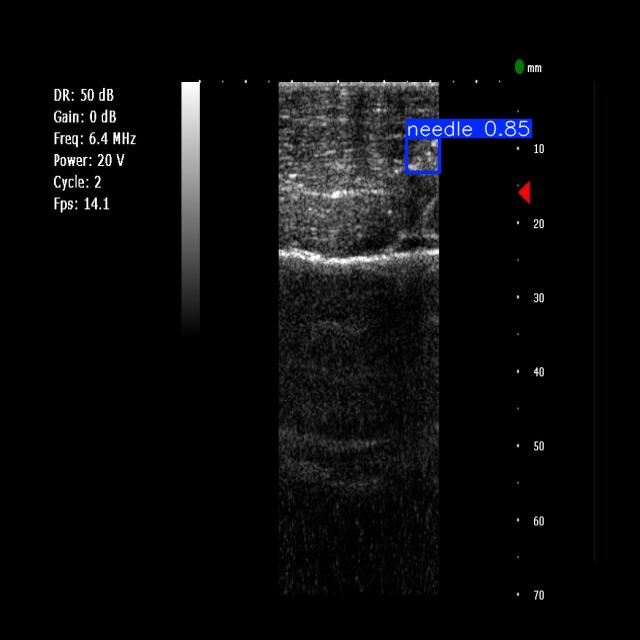 mm
DR: 50 dB
Gain: 0 dB
Freq: 6.4 MHz
Power: 20 V
Cycle: 2
Fps: 14.1
needle 0.85
10
20
30
40
50
60
70